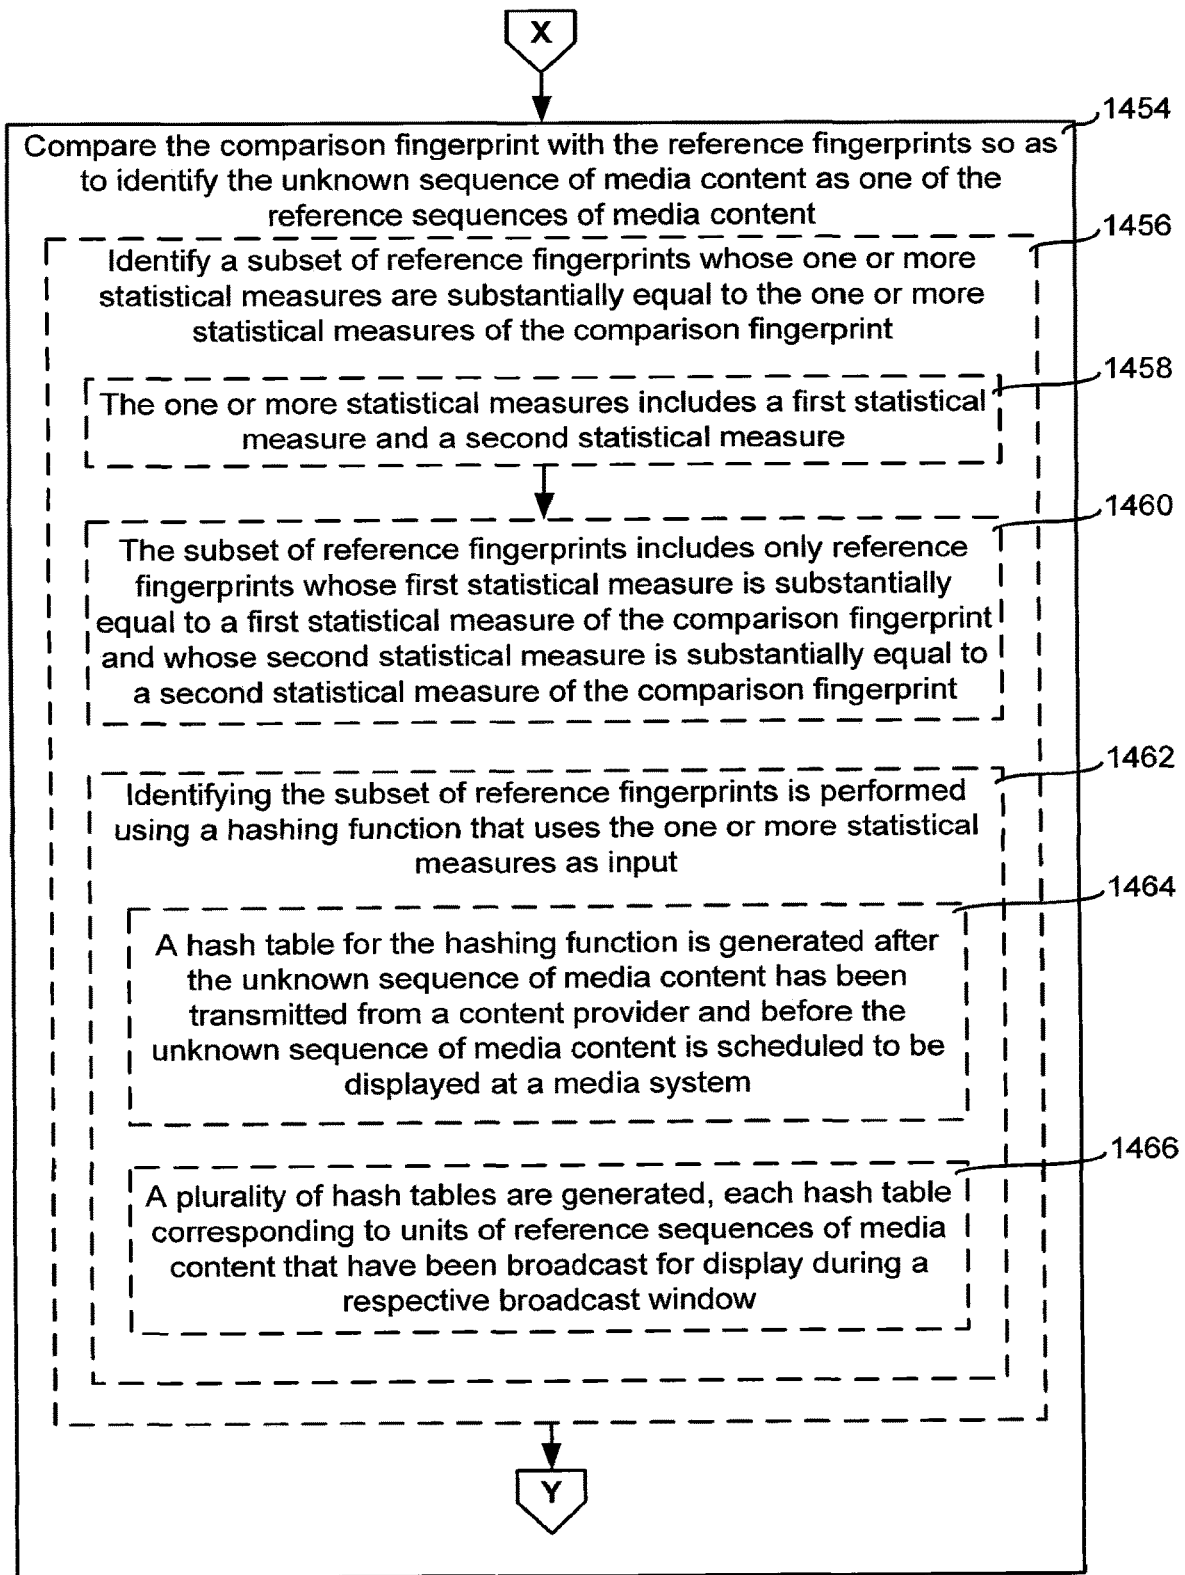 X
1454
Compare the comparison fingerprint with the reference fingerprints so as
to identify the unknown sequence of media content as one of the
reference sequences of media content
1456
Identify a subset of reference fingerprints whose one or more
statistical measures are substantially equal to the one or more
statistical measures of the comparison fingerprint
1458
The one or more statistical measures includes a first statistical
measure and a second statistical measure
1460
The subset of reference fingerprints includes only reference
fingerprints whose first statistical measure is substantially
equal to a first statistical measure of the comparison fingerprint
and whose second statistical measure is substantially equal to
a second statistical measure of the comparison fingerprint
1462
Identifying the subset of reference fingerprints is performed
using a hashing function that uses the one or more statistical
measures as input
1464
A hash table for the hashing function is generated after
the unknown sequence of media content has been
transmitted from a content provider and before the
unknown sequence of media content is scheduled to be
displayed at a media system
1466
A plurality of hash tables are generated, each hash table
corresponding to units of reference sequences of media
content that have been broadcast for display during a
respective broadcast window
Y